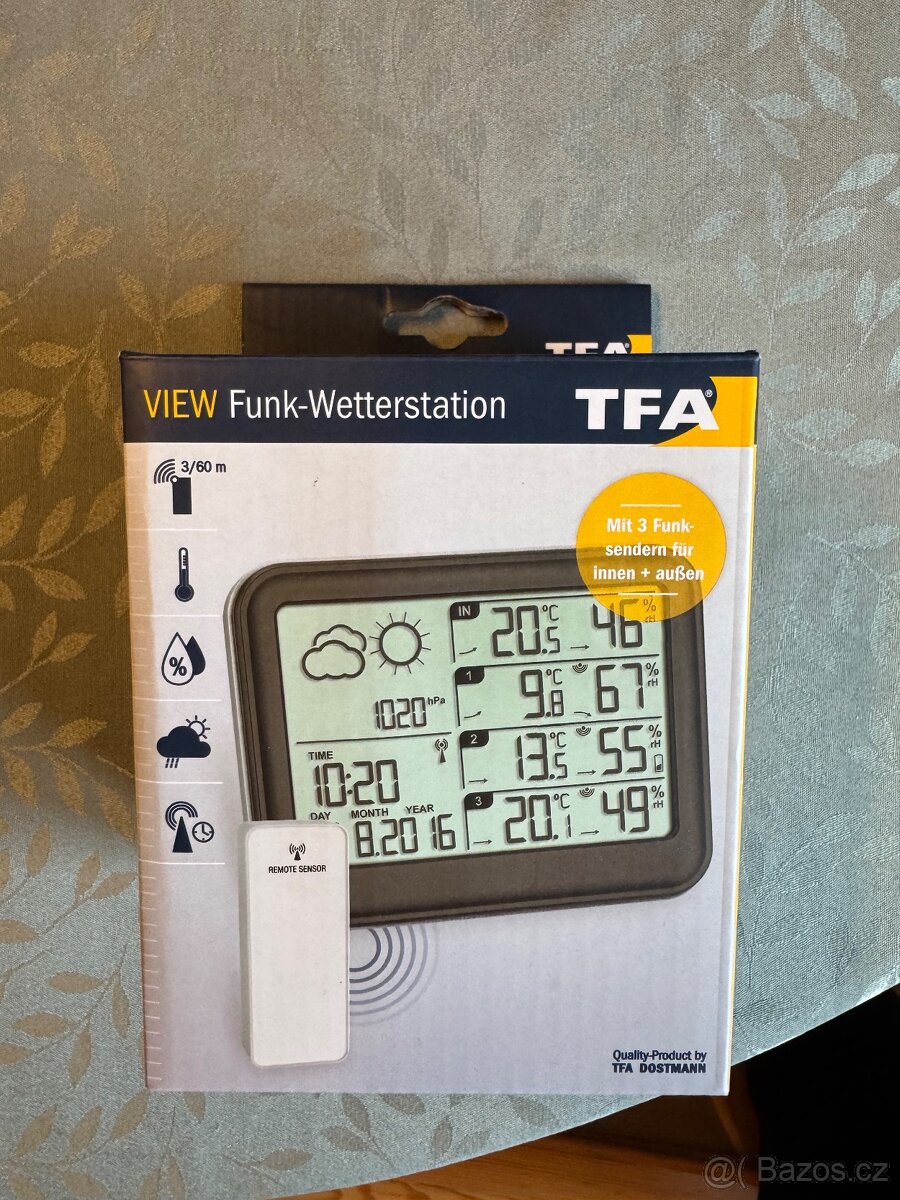 TFA
VIEW Funk-Wetterstation
TFA®
3/60 m
Mit 3 Funk-
sendern für
innen + außen
%
IN 20.5 °C 46 %
rH
1020 hPa
1 9.8 °C 67 % rH
TIME
10:20
2 13.5 °C 55 % rH
DAY MONTH YEAR
8.2016
3 20.1 °C 49 % rH
REMOTE SENSOR
Quality-Product by
TFA DOSTMANN
@( Bazos.cz